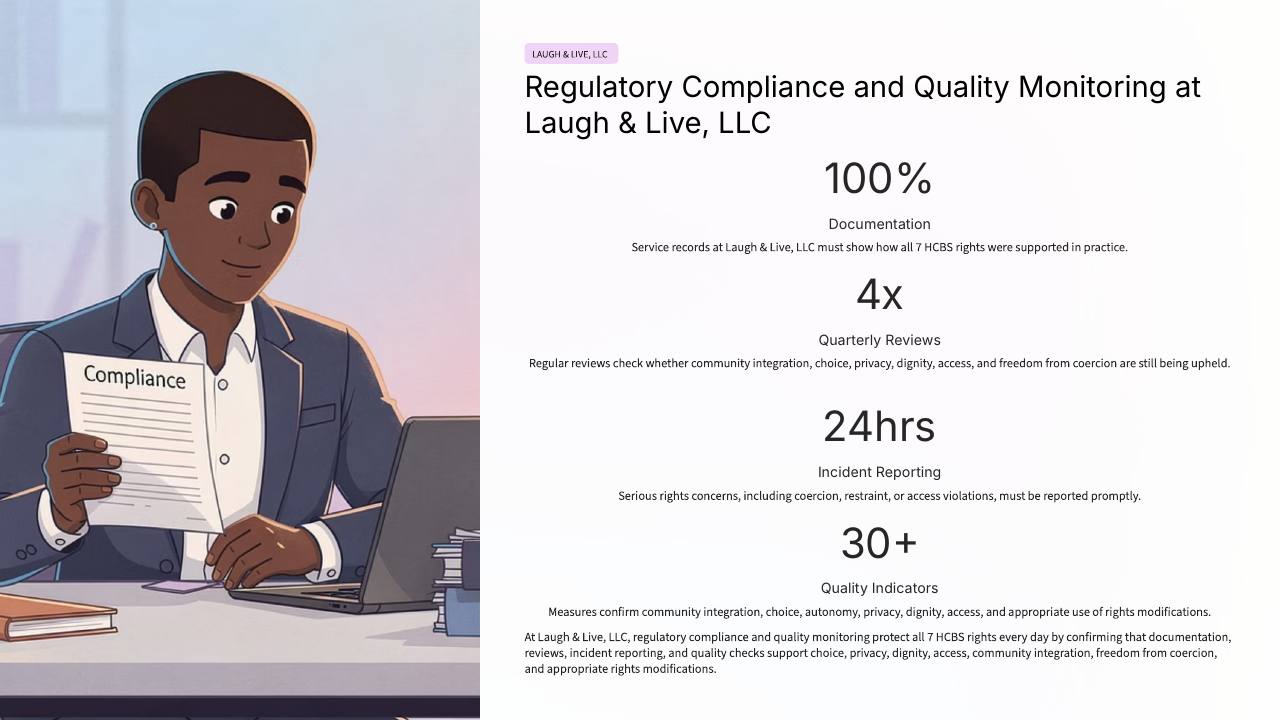 LAUGH & LIVE, LLC
Regulatory Compliance and Quality Monitoring at
Laugh & Live, LLC
100%
Documentation
Service records at Laugh & Live, LLC must show how all 7 HCBS rights were supported in practice.
4x
Quarterly Reviews
Regular reviews check whether community integration, choice, privacy, dignity, access, and freedom from coercion are still being upheld.
24hrs
Incident Reporting
Serious rights concerns, including coercion, restraint, or access violations, must be reported promptly.
30+
Quality Indicators
Measures confirm community integration, choice, autonomy, privacy, dignity, access, and appropriate use of rights modifications.
At Laugh & Live, LLC, regulatory compliance and quality monitoring protect all 7 HCBS rights every day by confirming that documentation,
reviews, incident reporting, and quality checks support choice, privacy, dignity, access, community integration, freedom from coercion,
and appropriate rights modifications.
Compliance